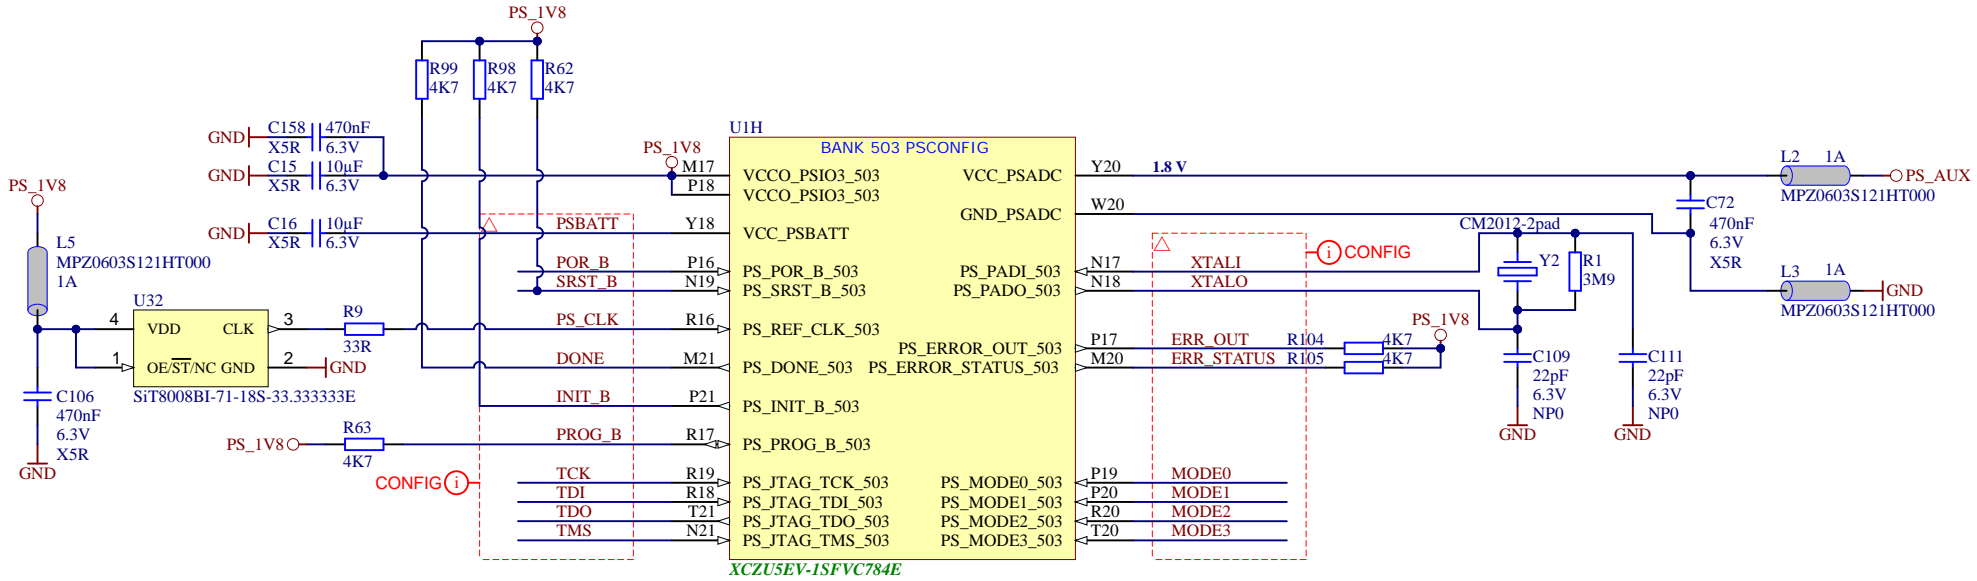 PS_1V8
R99
4K7
R98
4K7
R62
4K7
GND
C158
470nF
X5R
6.3V
GND
C15
10µF
X5R
6.3V
GND
C16
10µF
X5R
6.3V
PS_1V8
L5
MPZ0603S121HT000
1A
U32
4
VDD
CLK
3
1
OE/ST/NC
GND
2
GND
SiT8008BI-71-18S-33.333333E
C106
470nF
6.3V
X5R
GND
R9
33R
PS_1V8
R63
4K7
CONFIG
i
PSBATT
POR_B
SRST_B
PS_CLK
DONE
INIT_B
PROG_B
TCK
TDI
TDO
TMS
PS_1V8
U1H
BANK 503 PSCONFIG
M17
VCCO_PSIO3_503
P18
VCCO_PSIO3_503
Y18
VCC_PSBATT
P16
PS_POR_B_503
N19
PS_SRST_B_503
R16
PS_REF_CLK_503
M21
PS_DONE_503
P21
PS_INIT_B_503
R17
PS_PROG_B_503
R19
PS_JTAG_TCK_503
R18
PS_JTAG_TDI_503
T21
PS_JTAG_TDO_503
N21
PS_JTAG_TMS_503
VCC_PSADC
Y20
1.8 V
GND_PSADC
W20
PS_PADI_503
N17
XTALI
PS_PADO_503
N18
XTALO
PS_ERROR_OUT_503
P17
ERR_OUT
R104
4K7
PS_ERROR_STATUS_503
M20
ERR_STATUS
R105
4K7
PS_1V8
PS_MODE0_503
P19
MODE0
PS_MODE1_503
P20
MODE1
PS_MODE2_503
R20
MODE2
PS_MODE3_503
T20
MODE3
XCZU5EV-1SFVC784E
i
CONFIG
CM2012-2pad
Y2
R1
3M9
C109
22pF
6.3V
NP0
GND
C111
22pF
6.3V
NP0
GND
C72
470nF
6.3V
X5R
L2
1A
MPZ0603S121HT000
PS_AUX
L3
1A
MPZ0603S121HT000
GND